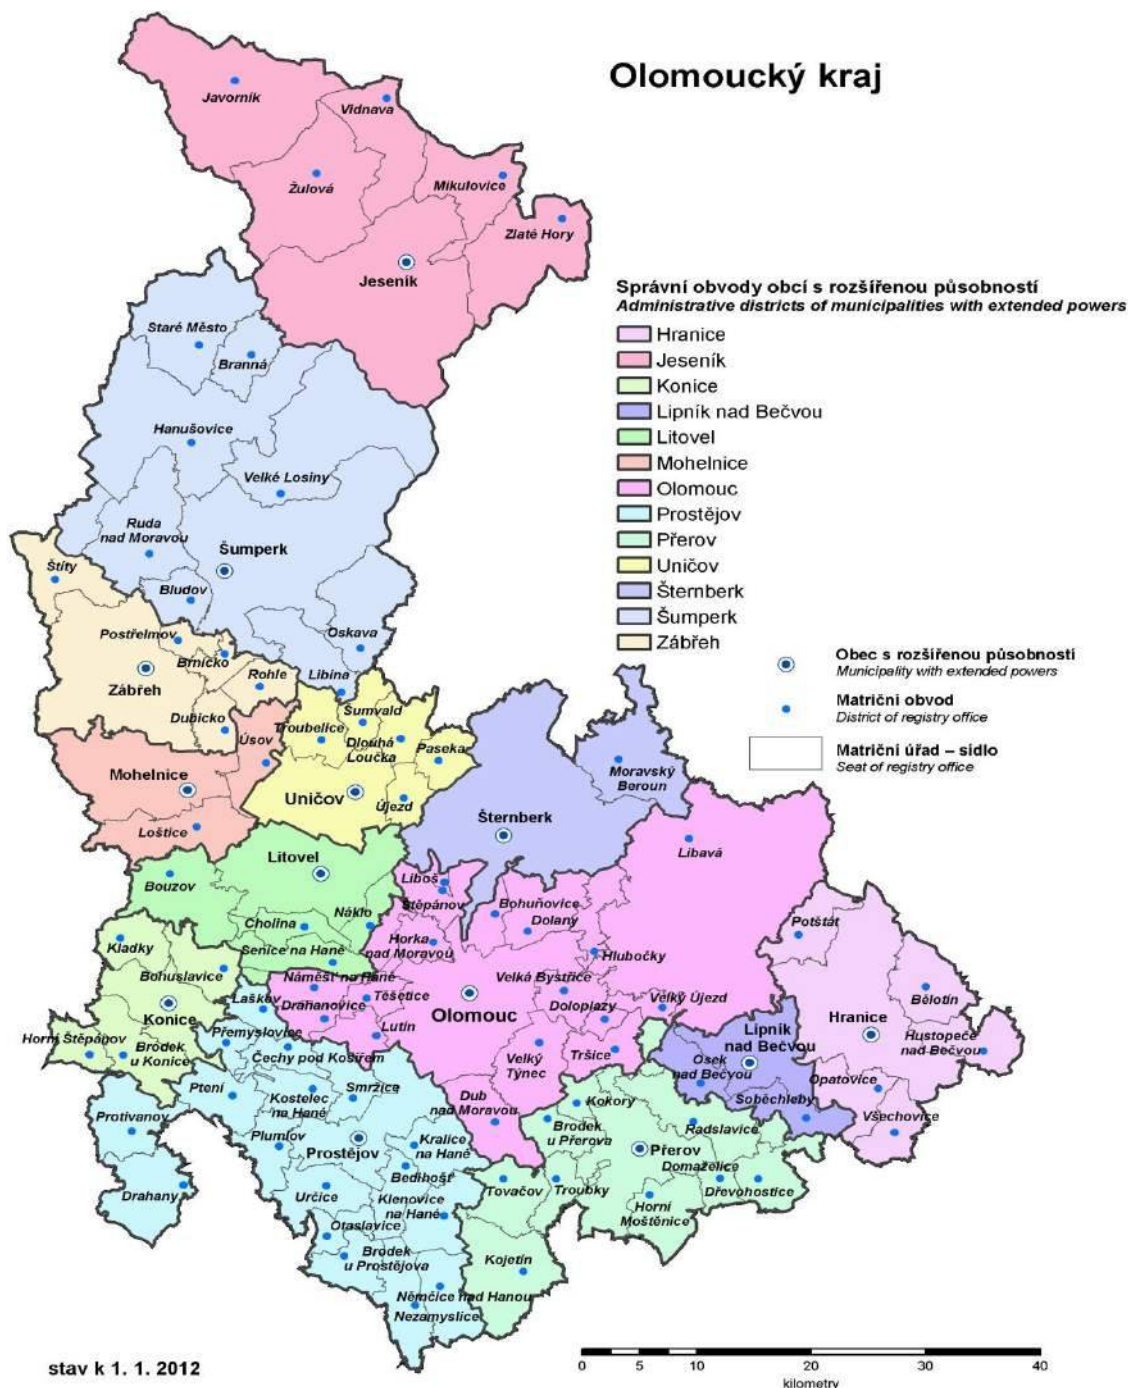 Olomoucký kraj
Javorník
Vidnava
Žulová
Mikulovice
Zlaté Hory
Jeseník
Správní obvody obcí s rozšířenou působností
Administrative districts of municipalities with extended powers
Hranice
Jeseník
Konice
Lipník nad Bečvou
Litovel
Mohelnice
Olomouc
Prostějov
Přerov
Uničov
Šternberk
Šumperk
Zábřeh
Obec s rozšířenou působností
Municipality with extended powers
Matriční obvod
District of registry office
Matriční úřad – sídlo
Seat of registry office
Staré Město
Branná
Hanušovice
Velké Losiny
Ruda
nad Moravou
Šumperk
Štíty
Bludov
Postřelmov
Brníčko
Oskava
Zábřeh
Rohle
Libina
Dubicko
Úsov
Šumvald
Troubelice
Dlouhá
Loučka
Paseka
Mohelnice
Uničov
Újezd
Loštice
Moravský
Beroun
Šternberk
Litovel
Bouzov
Libavá
Liboš
Štěpánov
Bohuňovice
Dolany
Cholina
Náklo
Senice na Hané
Horka
nad Moravou
Hlubočky
Potštát
Kladky
Bohuslavice
Náměšť na Hané
Těšetice
Velká Bystřice
Laškov
Drahanovice
Doloplazy
Velký Újezd
Bělotín
Konice
Olomouc
Lutín
Přemyslovice
Horní Štěpánov
Brodek
u Konice
Čechy pod Kosířem
Velký
Týnec
Tršice
Lipník
nad Bečvou
Osek
nad Bečvou
Hranice
Hustopeče
nad Bečvou
Opatovice
Soběchleby
Všechovice
Ptení
Kostelec
na Hané
Smržice
Dub
nad Moravou
Kokory
Brodek
u Přerova
Radslavice
Protivanov
Plumlov
Prostějov
Kralice
na Hané
Bedihošť
Přerov
Domaželice
Dřevohostice
Drahany
Určice
Klenovice
na Hané
Tovačov
Troubky
Horní
Moštěnice
Otaslavice
Brodek
u Prostějova
Kojetín
Němčice nad Hanou
Nezamyslice
stav k 1. 1. 2012
0 5 10 20 30 40
kilometry